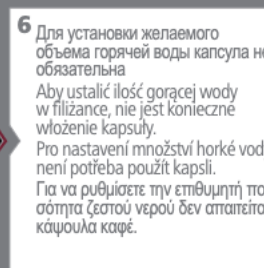 6 Для установки желаемого
объема горячей воды капсула не
обязательна
Aby ustalić ilość gorącej wody
w filiżance, nie jest konieczne
włożenie kapsuły.
Pro nastavení množství horké vod
není potřeba použít kapsli.
Για να ρυθμίσετε την επιθυμητή πο
σότητα ζεστού νερού δεν απαιτείτα
κάψουλα καφέ.